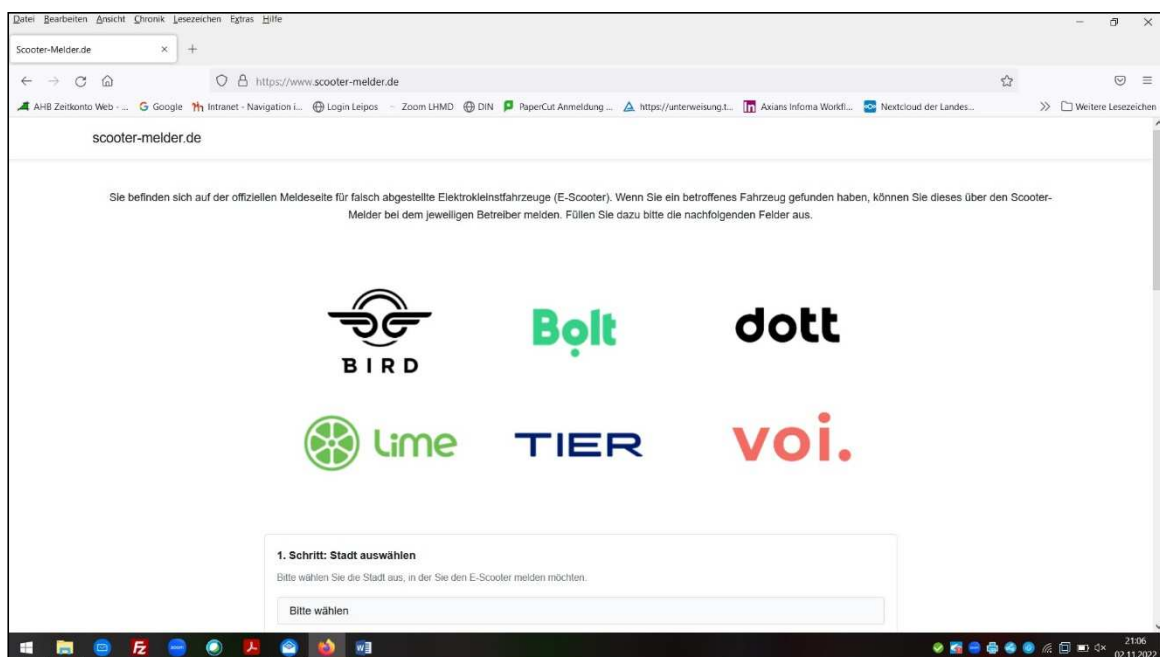 Datei Bearbeiten Ansicht Chronik Lesezeichen Extras Hilfe
Scooter-Melder.de
https://www.scooter-melder.de
AHB Zeitkonto Web - ... Google Intranet - Navigation i... Login Leipos Zoom LHMD DIN PaperCut Anmeldung ... https://unterweisung.t... Axians Infoma Workfl... Nextcloud der Landes... Weitere Lesezeichen
scooter-melder.de
Sie befinden sich auf der offiziellen Meldeseite für falsch abgestellte Elektrokleinstfahrzeuge (E-Scooter). Wenn Sie ein betroffenes Fahrzeug gefunden haben, können Sie dieses über den Scooter-
Melder bei dem jeweiligen Betreiber melden. Füllen Sie dazu bitte die nachfolgenden Felder aus.
BIRD
Bolt
dott
Lime
TIER
voi.
1. Schritt: Stadt auswählen
Bitte wählen Sie die Stadt aus, in der Sie den E-Scooter melden möchten.
Bitte wählen
21:06
02.11.2022